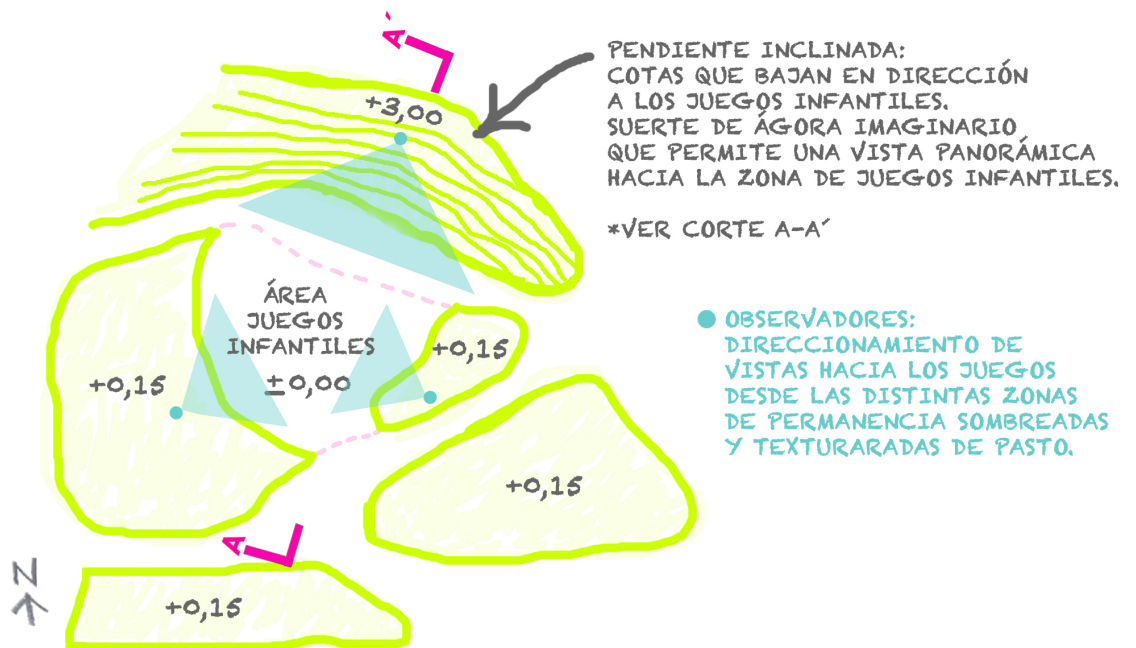 A´
+3,00
PENDIENTE INCLINADA:
COTAS QUE BAJAN EN DIRECCIÓN
A LOS JUEGOS INFANTILES.
SUERTE DE ÁGORA IMAGINARIO
QUE PERMITE UNA VISTA PANORÁMICA
HACIA LA ZONA DE JUEGOS INFANTILES.
*VER CORTE A-A´
ÁREA
JUEGOS
INFANTILES
±0,00
+0,15
+0,15
OBSERVADORES:
DIRECCIONAMIENTO DE
VISTAS HACIA LOS JUEGOS
DESDE LAS DISTINTAS ZONAS
DE PERMANENCIA SOMBREADAS
Y TEXTURARADAS DE PASTO.
+0,15
A
N
+0,15